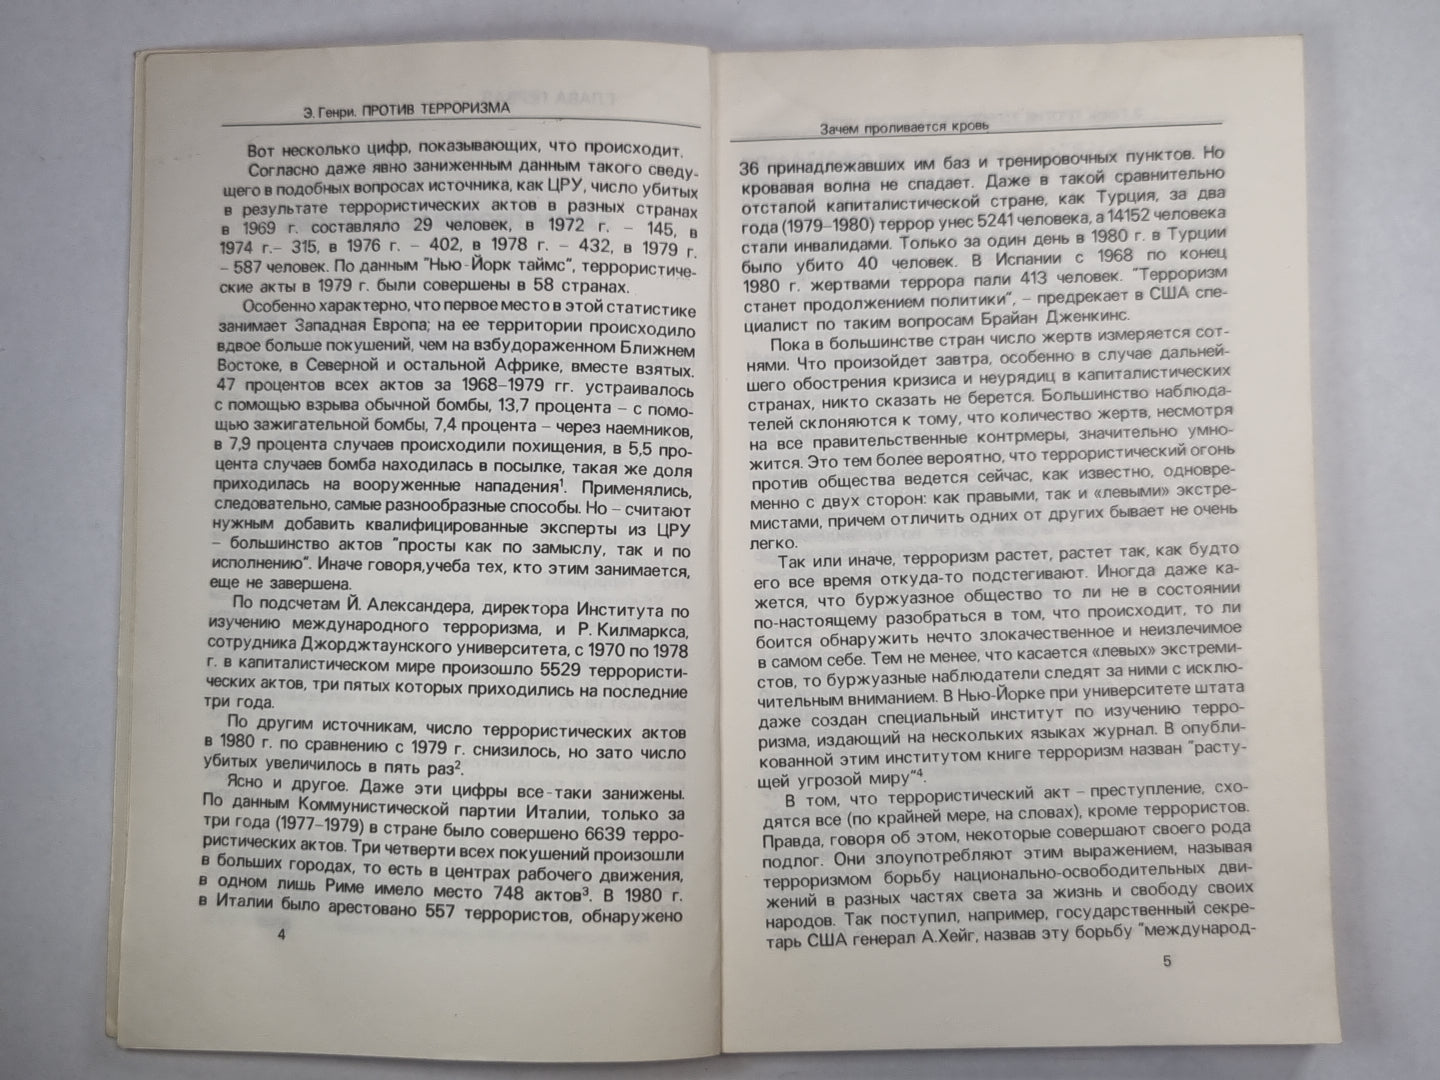 Э. Генри. ПРОТИВ ТЕРРОРИЗМА
Вот несколько цифр, показывающих, что происходит.
Согласно даже явно заниженным данным такого сведу-
щего в подобных вопросах источника, как ЦРУ, число убитых
в результате террористических актов в разных странах
в 1969 г. составляло 29 человек, в 1972 г. – 145, в
1974 г.– 315, в 1976 г. – 402, в 1978 г. – 432, в 1979 г.
– 587 человек. По данным "Нью-Йорк таймс", террористиче-
ские акты в 1979 г. были совершены в 58 странах.
Особенно характерно, что первое место в этой статистике
занимает Западная Европа; на ее территории происходило
вдвое больше покушений, чем на взбудораженном Ближнем
Востоке, в Северной и остальной Африке, вместе взятых.
47 процентов всех актов за 1968–1979 гг. устраивалось
с помощью взрыва обычной бомбы, 13,7 процента – с помо-
щью зажигательной бомбы, 7,4 процента – через наемников,
в 7,9 процента случаев происходили похищения, в 5,5 про-
цента случаев бомба находилась в посылке, такая же доля
приходилась на вооруженные нападения¹. Применялись,
следовательно, самые разнообразные способы. Но – считают
нужным добавить квалифицированные эксперты из ЦРУ
– большинство актов "просты как по замыслу, так и по
исполнению". Иначе говоря,учеба тех, кто этим занимается,
еще не завершена.
По подсчетам Й. Александера, директора Института по
изучению международного терроризма, и Р. Килмаркса,
сотрудника Джорджтаунского университета, с 1970 по 1978
г. в капиталистическом мире произошло 5529 террористи-
ческих актов, три пятых которых приходились на последние
три года.
По другим источникам, число террористических актов
в 1980 г. по сравнению с 1979 г. снизилось, но зато число
убитых увеличилось в пять раз².
Ясно и другое. Даже эти цифры все-таки занижены.
По данным Коммунистической партии Италии, только за
три года (1977–1979) в стране было совершено 6639 терро-
ристических актов. Три четверти всех покушений произошли
в больших городах, то есть в центрах рабочего движения,
в одном лишь Риме имело место 748 актов³. В 1980 г.
в Италии было арестовано 557 террористов, обнаружено
4
Зачем проливается кровь
36 принадлежавших им баз и тренировочных пунктов. Но
кровавая волна не спадает. Даже в такой сравнительно
отсталой капиталистической стране, как Турция, за два
года (1979–1980) террор унес 5241 человека, а 14152 человека
стали инвалидами. Только за один день в 1980 г. в Турции
было убито 40 человек. В Испании с 1968 по конец
1980 г. жертвами террора пали 413 человек. "Терроризм
станет продолжением политики", – предрекает в США спе-
циалист по таким вопросам Брайан Дженкинс.
Пока в большинстве стран число жертв измеряется сот-
нями. Что произойдет завтра, особенно в случае дальней-
шего обострения кризиса и неурядиц в капиталистических
странах, никто сказать не берется. Большинство наблюда-
телей склоняются к тому, что количество жертв, несмотря
на все правительственные контрмеры, значительно умно-
жится. Это тем более вероятно, что террористический огонь
против общества ведется сейчас, как известно, одновре-
менно с двух сторон: как правыми, так и «левыми» экстре-
мистами, причем отличить одних от других бывает не очень
легко.
Так или иначе, терроризм растет, растет так, как будто
его все время откуда-то подстегивают. Иногда даже ка-
жется, что буржуазное общество то ли не в состоянии
по-настоящему разобраться в том, что происходит, то ли
боится обнаружить нечто злокачественное и неизлечимое
в самом себе. Тем не менее, что касается «левых» экстреми-
стов, то буржуазные наблюдатели следят за ними с исклю-
чительным вниманием. В Нью-Йорке при университете штата
даже создан специальный институт по изучению терро-
ризма, издающий на нескольких языках журнал. В опубли-
кованной этим институтом книге терроризм назван "расту-
щей угрозой миру"⁴.
В том, что террористический акт – преступление, схо-
дятся все (по крайней мере, на словах), кроме террористов.
Правда, говоря об этом, некоторые совершают своего рода
подлог. Они злоупотребляют этим выражением, называя
терроризмом борьбу национально-освободительных дви-
жений в разных частях света за жизнь и свободу своих
народов. Так поступил, например, государственный секре-
тарь США генерал А.Хейг, назвав эту борьбу "международ-
5